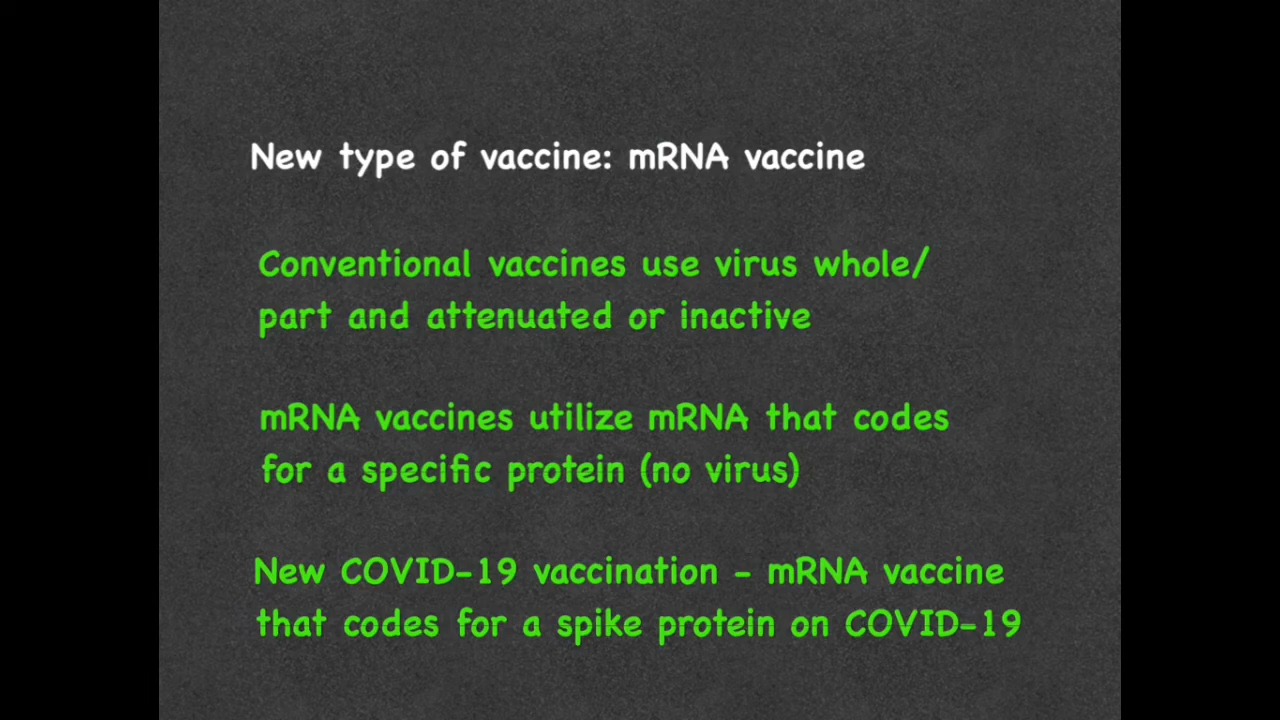 New type of vaccine: mRNA vaccine
Conventional vaccines use virus whole/
part and attenuated or inactive
mRNA vaccines utilize mRNA that codes
for a specific protein (no virus)
New COVID-19 vaccination - mRNA vaccine
that codes for a spike protein on COVID-19